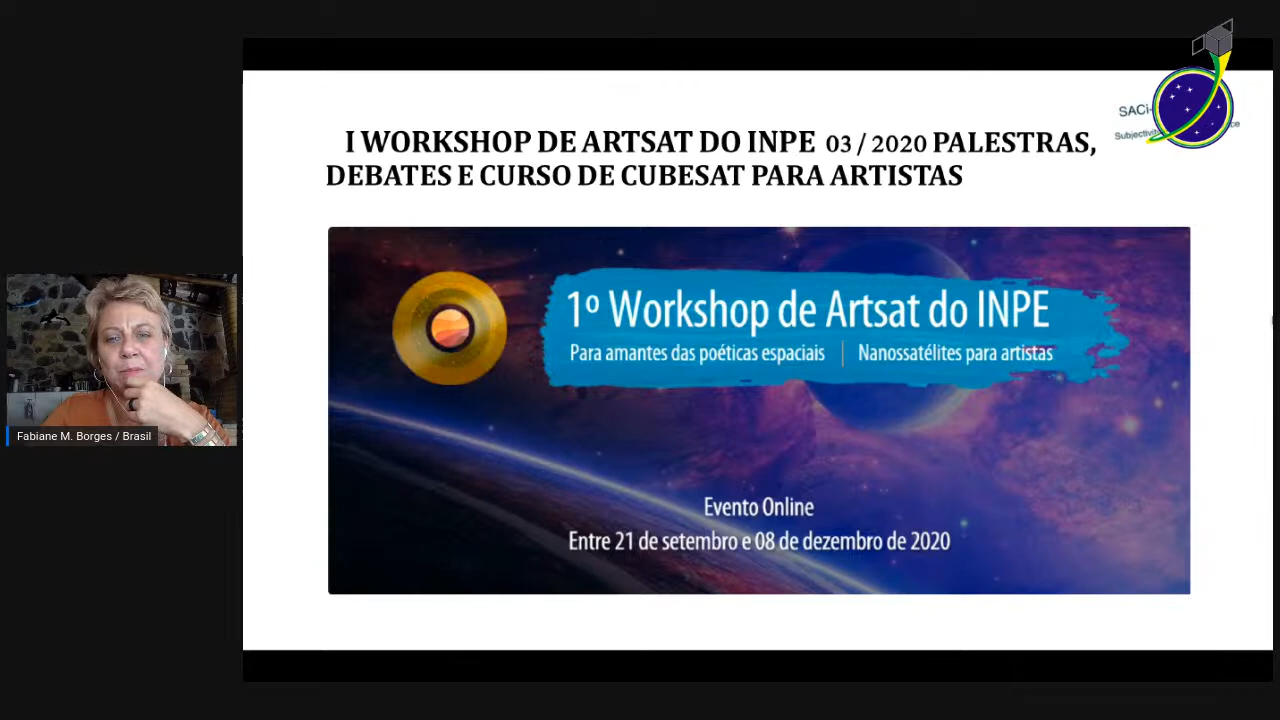 SACi-
Subjectivit
ce
I WORKSHOP DE ARTSAT DO INPE 03 / 2020 PALESTRAS,
DEBATES E CURSO DE CUBESAT PARA ARTISTAS
1º Workshop de Artsat do INPE
Para amantes das poéticas espaciais | Nanossatélites para artistas
Evento Online
Entre 21 de setembro e 08 de dezembro de 2020
Fabiane M. Borges / Brasil